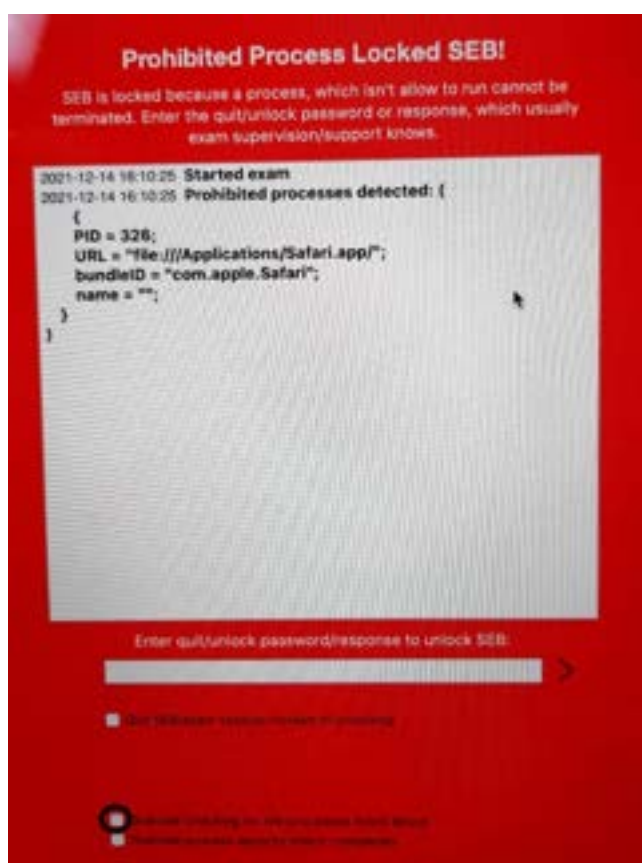 Prohibited Process Locked SEB!
SEB is locked because a process, which isn't allow to run cannot be
terminated. Enter the quit/unlock password or response, which usually
exam supervision/support knows.
2021-12-14 16:10:25 Started exam
2021-12-14 16:10:25 Prohibited processes detected: (
{
PID = 326;
URL = "file:///Applications/Safari.app/";
bundleID = "com.apple.Safari";
name = "";
}
)
Enter quit/unlock password/response to unlock SEB: